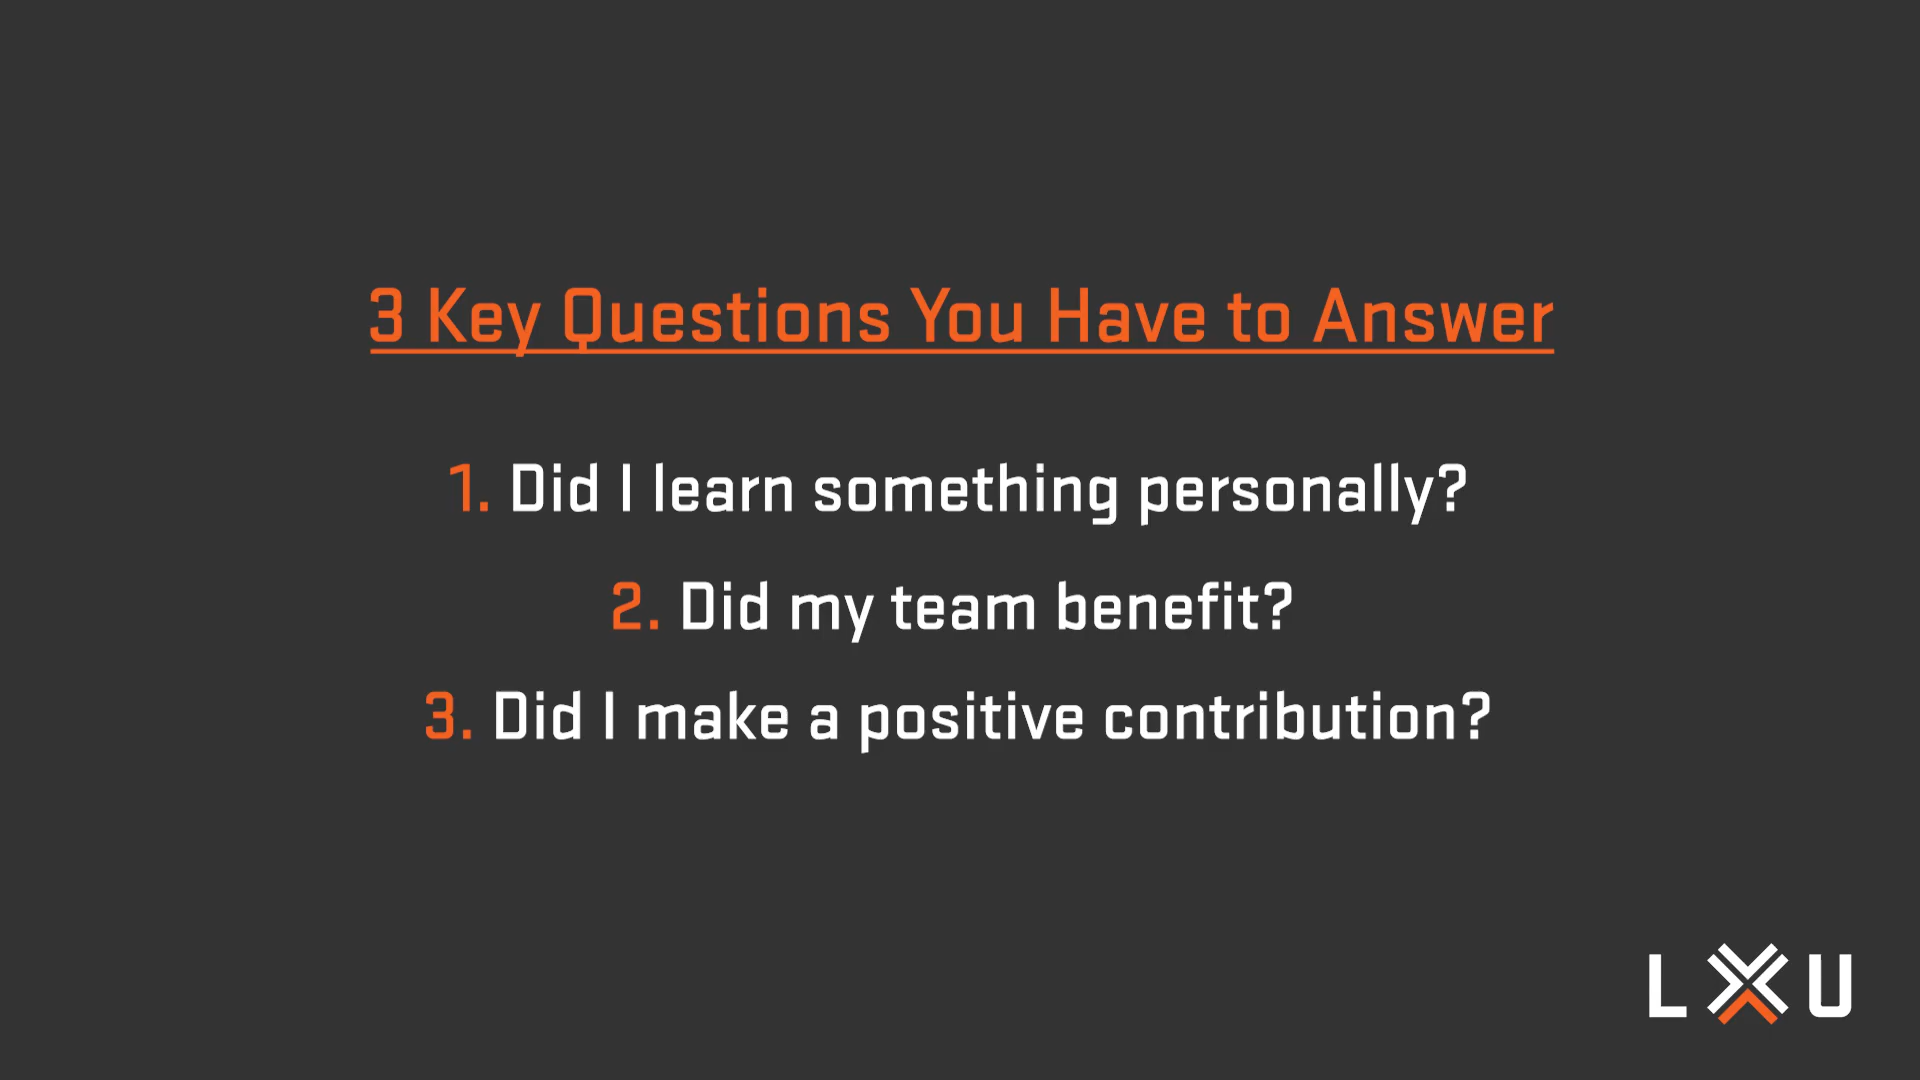 3 Key Questions You Have to Answer
1. Did I learn something personally?
2. Did my team benefit?
3. Did I make a positive contribution?
LXU